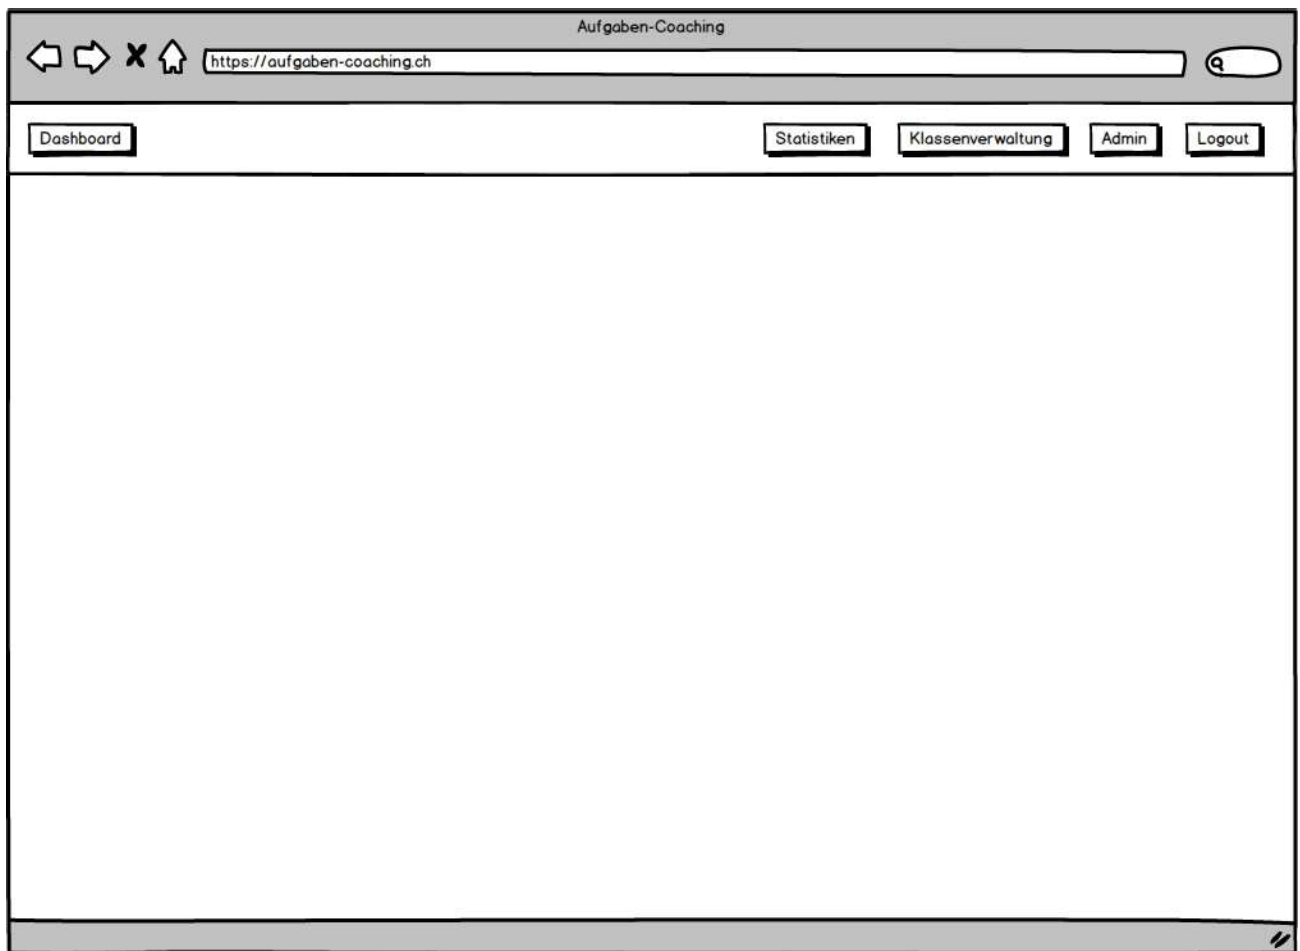 Aufgaben-Coaching
https://aufgaben-coaching.ch
Dashboard Statistiken Klassenverwaltung Admin Logout